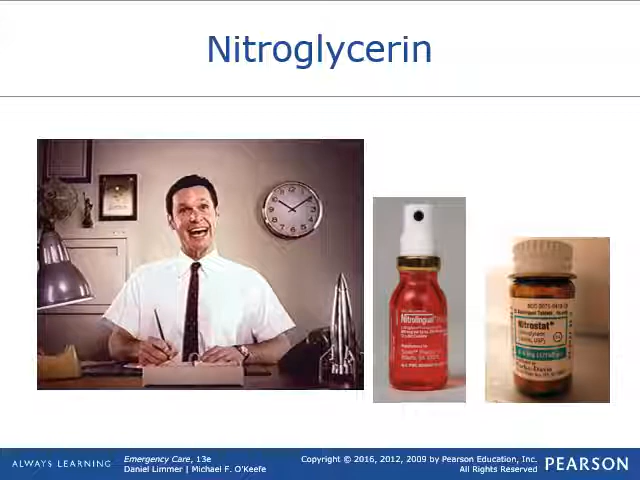 Nitroglycerin
Nitrolingual
Nitrostat®
ALWAYS LEARNING
Emergency Care, 13e
Daniel Limmer | Michael F. O'Keefe
Copyright © 2016, 2012, 2009 by Pearson Education, Inc.
All Rights Reserved
PEARSON